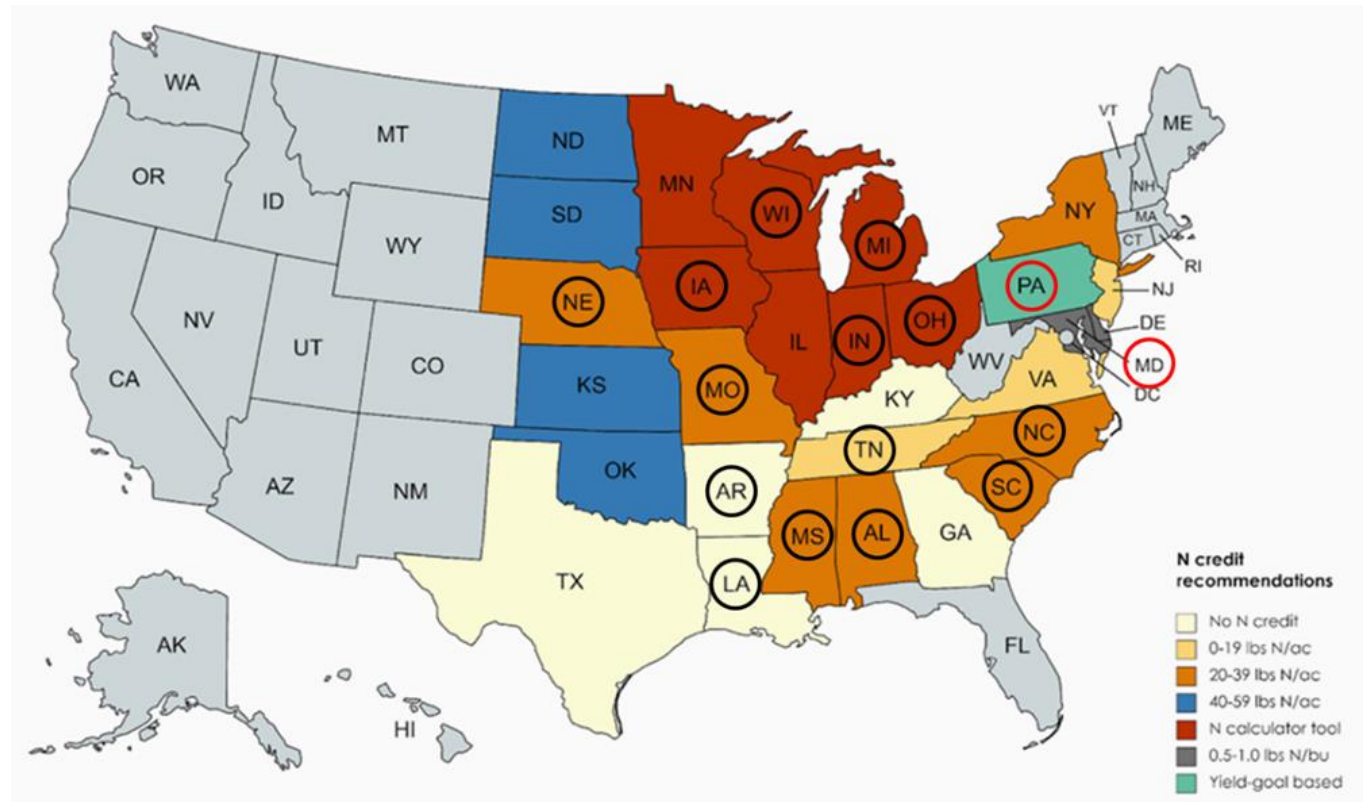 WA
MT
ND
MN
VT
ME
OR
ID
SD
WI
NY
NH
MA
WY
MI
CT
RI
NE
IA
PA
NJ
NV
UT
CO
IL
IN
OH
DE
CA
KS
MO
WV
VA
MD
DC
KY
AZ
NM
OK
AR
TN
NC
SC
MS
AL
GA
TX
LA
AK
HI
FL
N credit
recommendations
No N credit
0-19 lbs N/ac
20-39 lbs N/ac
40-59 lbs N/ac
N calculator tool
0.5-1.0 lbs N/bu
Yield-goal based